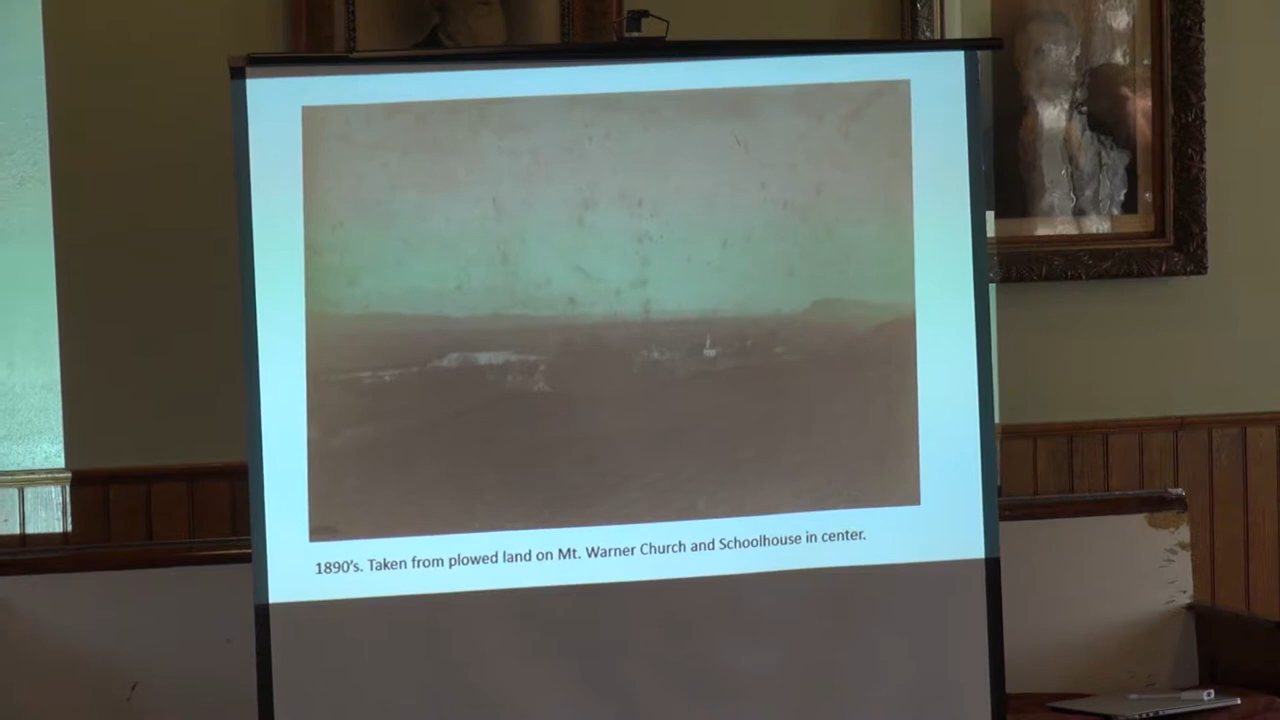 1890's. Taken from plowed land on Mt. Warner Church and Schoolhouse in center.